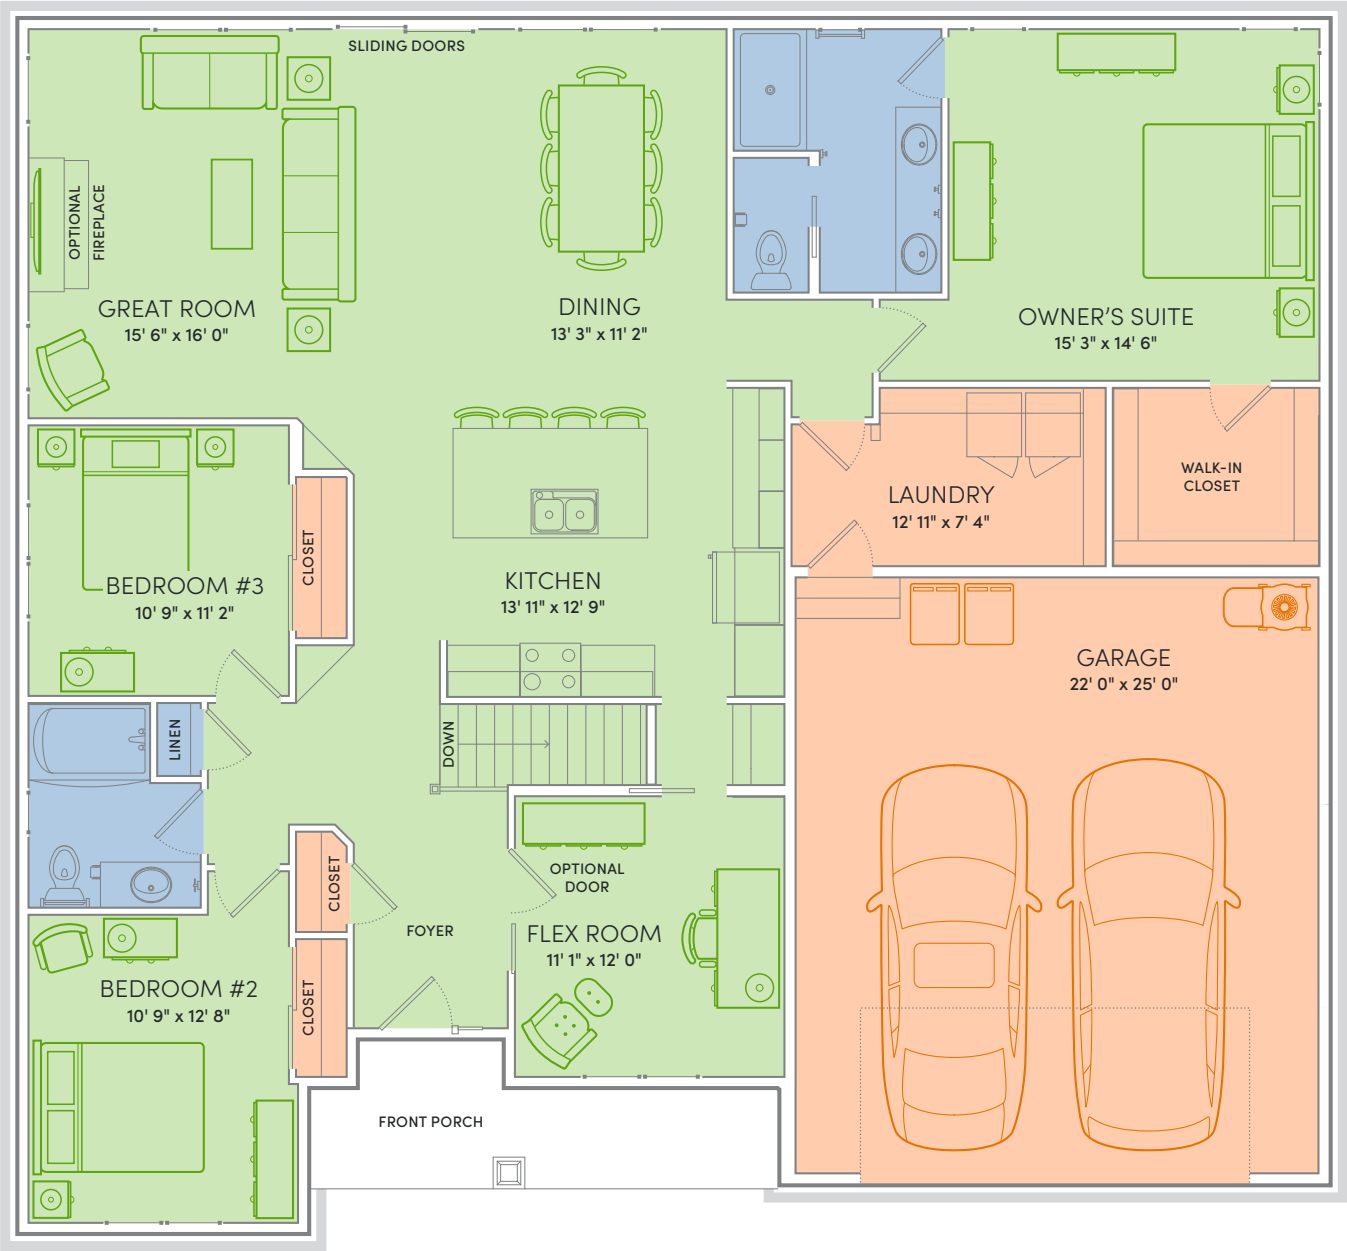 SLIDING DOORS
OPTIONAL
FIREPLACE
GREAT ROOM
15' 6" x 16' 0"
DINING
13' 3" x 11' 2"
OWNER'S SUITE
15' 3" x 14' 6"
WALK-IN
CLOSET
LAUNDRY
12' 11" x 7' 4"
CLOSET
BEDROOM #3
10' 9" x 11' 2"
KITCHEN
13' 11" x 12' 9"
GARAGE
22' 0" x 25' 0"
LINEN
DOWN
OPTIONAL
DOOR
CLOSET
FOYER
FLEX ROOM
11' 1" x 12' 0"
BEDROOM #2
10' 9" x 12' 8"
CLOSET
FRONT PORCH